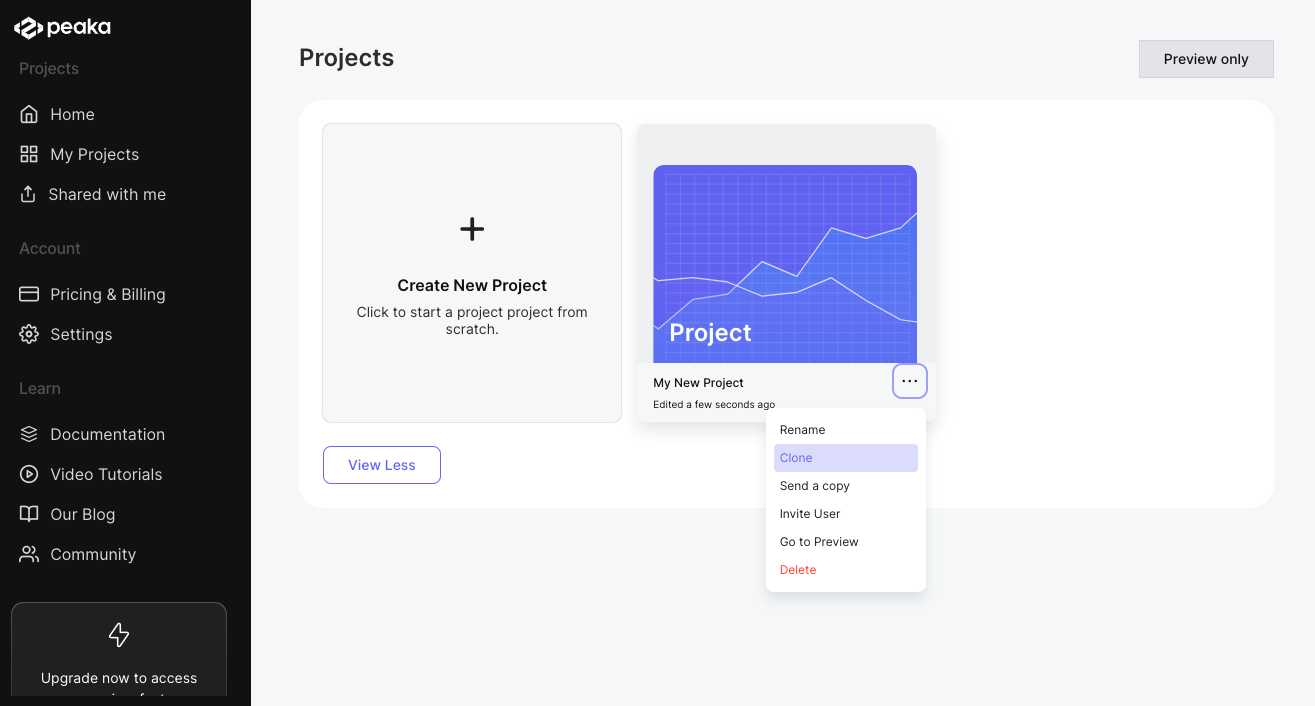 peaka
Projects
Home
My Projects
Shared with me
Account
Pricing & Billing
Settings
Learn
Documentation
Video Tutorials
Our Blog
Community
Upgrade now to access
Projects
Preview only
Create New Project
Click to start a project project from
scratch.
Project
My New Project
Edited a few seconds ago
Rename
Clone
Send a copy
Invite User
Go to Preview
Delete
View Less